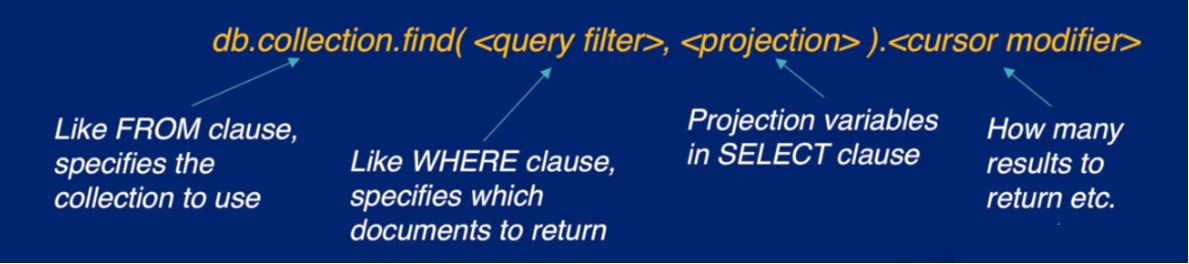 db.collection.find( <query filter>, <projection> ).<cursor modifier>
Like FROM clause,
specifies the
collection to use
Like WHERE clause,
specifies which
documents to return
Projection variables
in SELECT clause
How many
results to
return etc.